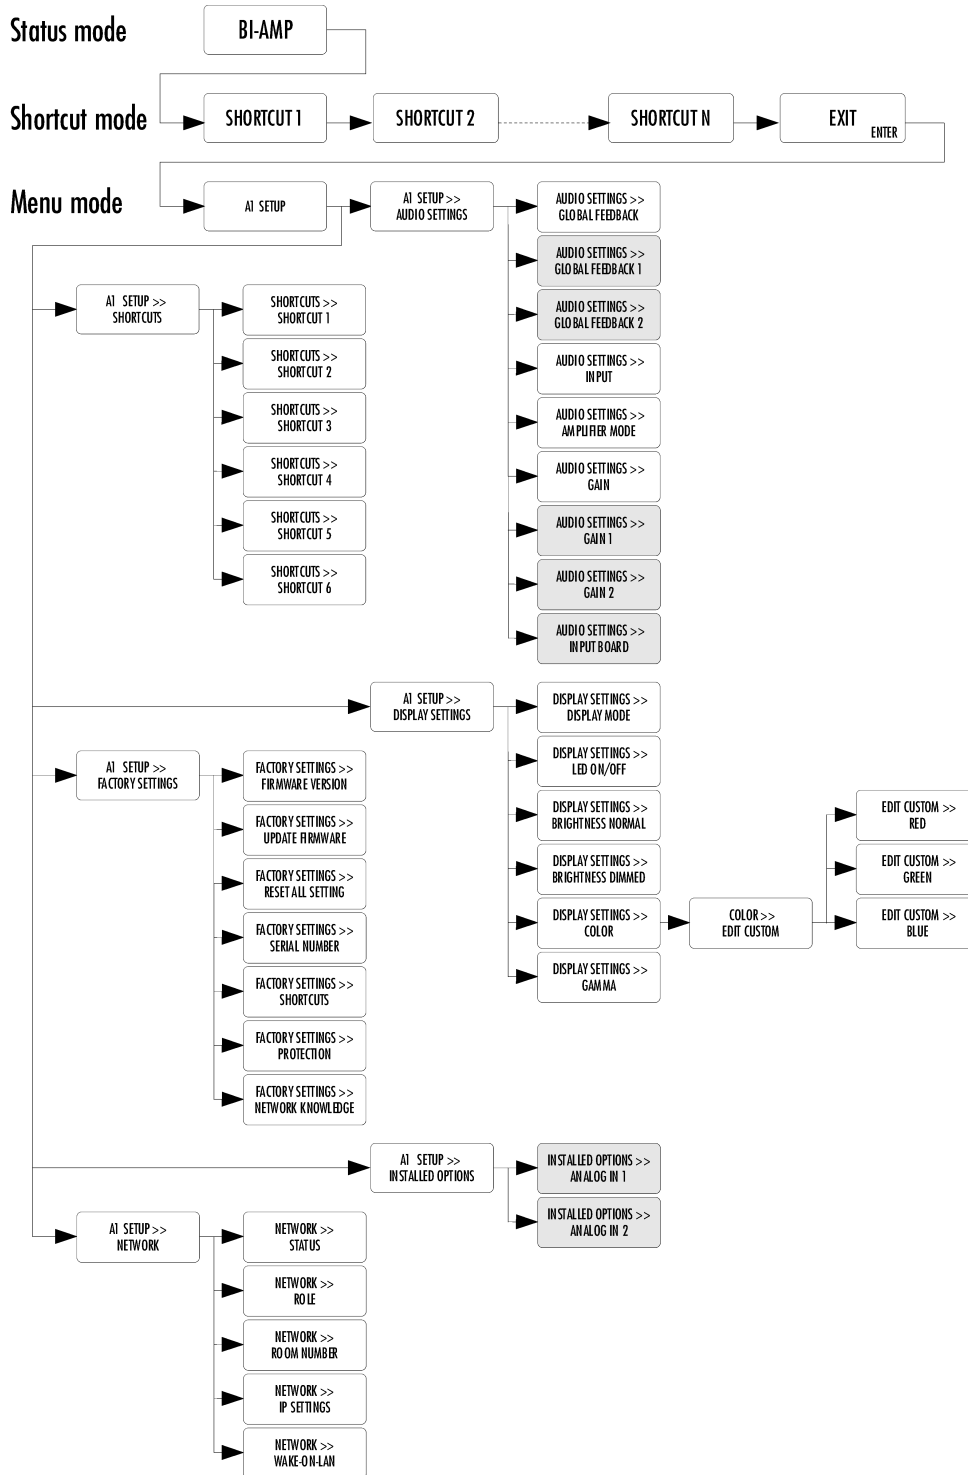 Status mode
BI-AMP
Shortcut mode
SHORTCUT 1
SHORTCUT 2
SHORTCUT N
EXIT
ENTER
Menu mode
A1 SETUP
A1 SETUP >>
AUDIO SETTINGS
AUDIO SETTINGS >>
GLOBAL FEEDBACK
AUDIO SETTINGS >>
GLOBAL FEEDBACK 1
AUDIO SETTINGS >>
GLOBAL FEEDBACK 2
AUDIO SETTINGS >>
INPUT
AUDIO SETTINGS >>
AMPLIFIER MODE
AUDIO SETTINGS >>
GAIN
AUDIO SETTINGS >>
GAIN 1
AUDIO SETTINGS >>
GAIN 2
AUDIO SETTINGS >>
INPUT BOARD
A1 SETUP >>
SHORTCUTS
SHORTCUTS >>
SHORTCUT 1
SHORTCUTS >>
SHORTCUT 2
SHORTCUTS >>
SHORTCUT 3
SHORTCUTS >>
SHORTCUT 4
SHORTCUTS >>
SHORTCUT 5
SHORTCUTS >>
SHORTCUT 6
A1 SETUP >>
DISPLAY SETTINGS
DISPLAY SETTINGS >>
DISPLAY MODE
DISPLAY SETTINGS >>
LED ON/OFF
DISPLAY SETTINGS >>
BRIGHTNESS NORMAL
DISPLAY SETTINGS >>
BRIGHTNESS DIMMED
DISPLAY SETTINGS >>
COLOR
DISPLAY SETTINGS >>
GAMMA
COLOR >>
EDIT CUSTOM
EDIT CUSTOM >>
RED
EDIT CUSTOM >>
GREEN
EDIT CUSTOM >>
BLUE
A1 SETUP >>
FACTORY SETTINGS
FACTORY SETTINGS >>
FIRMWARE VERSION
FACTORY SETTINGS >>
UPDATE FIRMWARE
FACTORY SETTINGS >>
RESET ALL SETTING
FACTORY SETTINGS >>
SERIAL NUMBER
FACTORY SETTINGS >>
SHORTCUTS
FACTORY SETTINGS >>
PROTECTION
FACTORY SETTINGS >>
NETWORK KNOWLEDGE
A1 SETUP >>
INSTALLED OPTIONS
INSTALLED OPTIONS >>
ANALOG IN 1
INSTALLED OPTIONS >>
ANALOG IN 2
A1 SETUP >>
NETWORK
NETWORK >>
STATUS
NETWORK >>
ROLE
NETWORK >>
ROOM NUMBER
NETWORK >>
IP SETTINGS
NETWORK >>
WAKE-ON-LAN